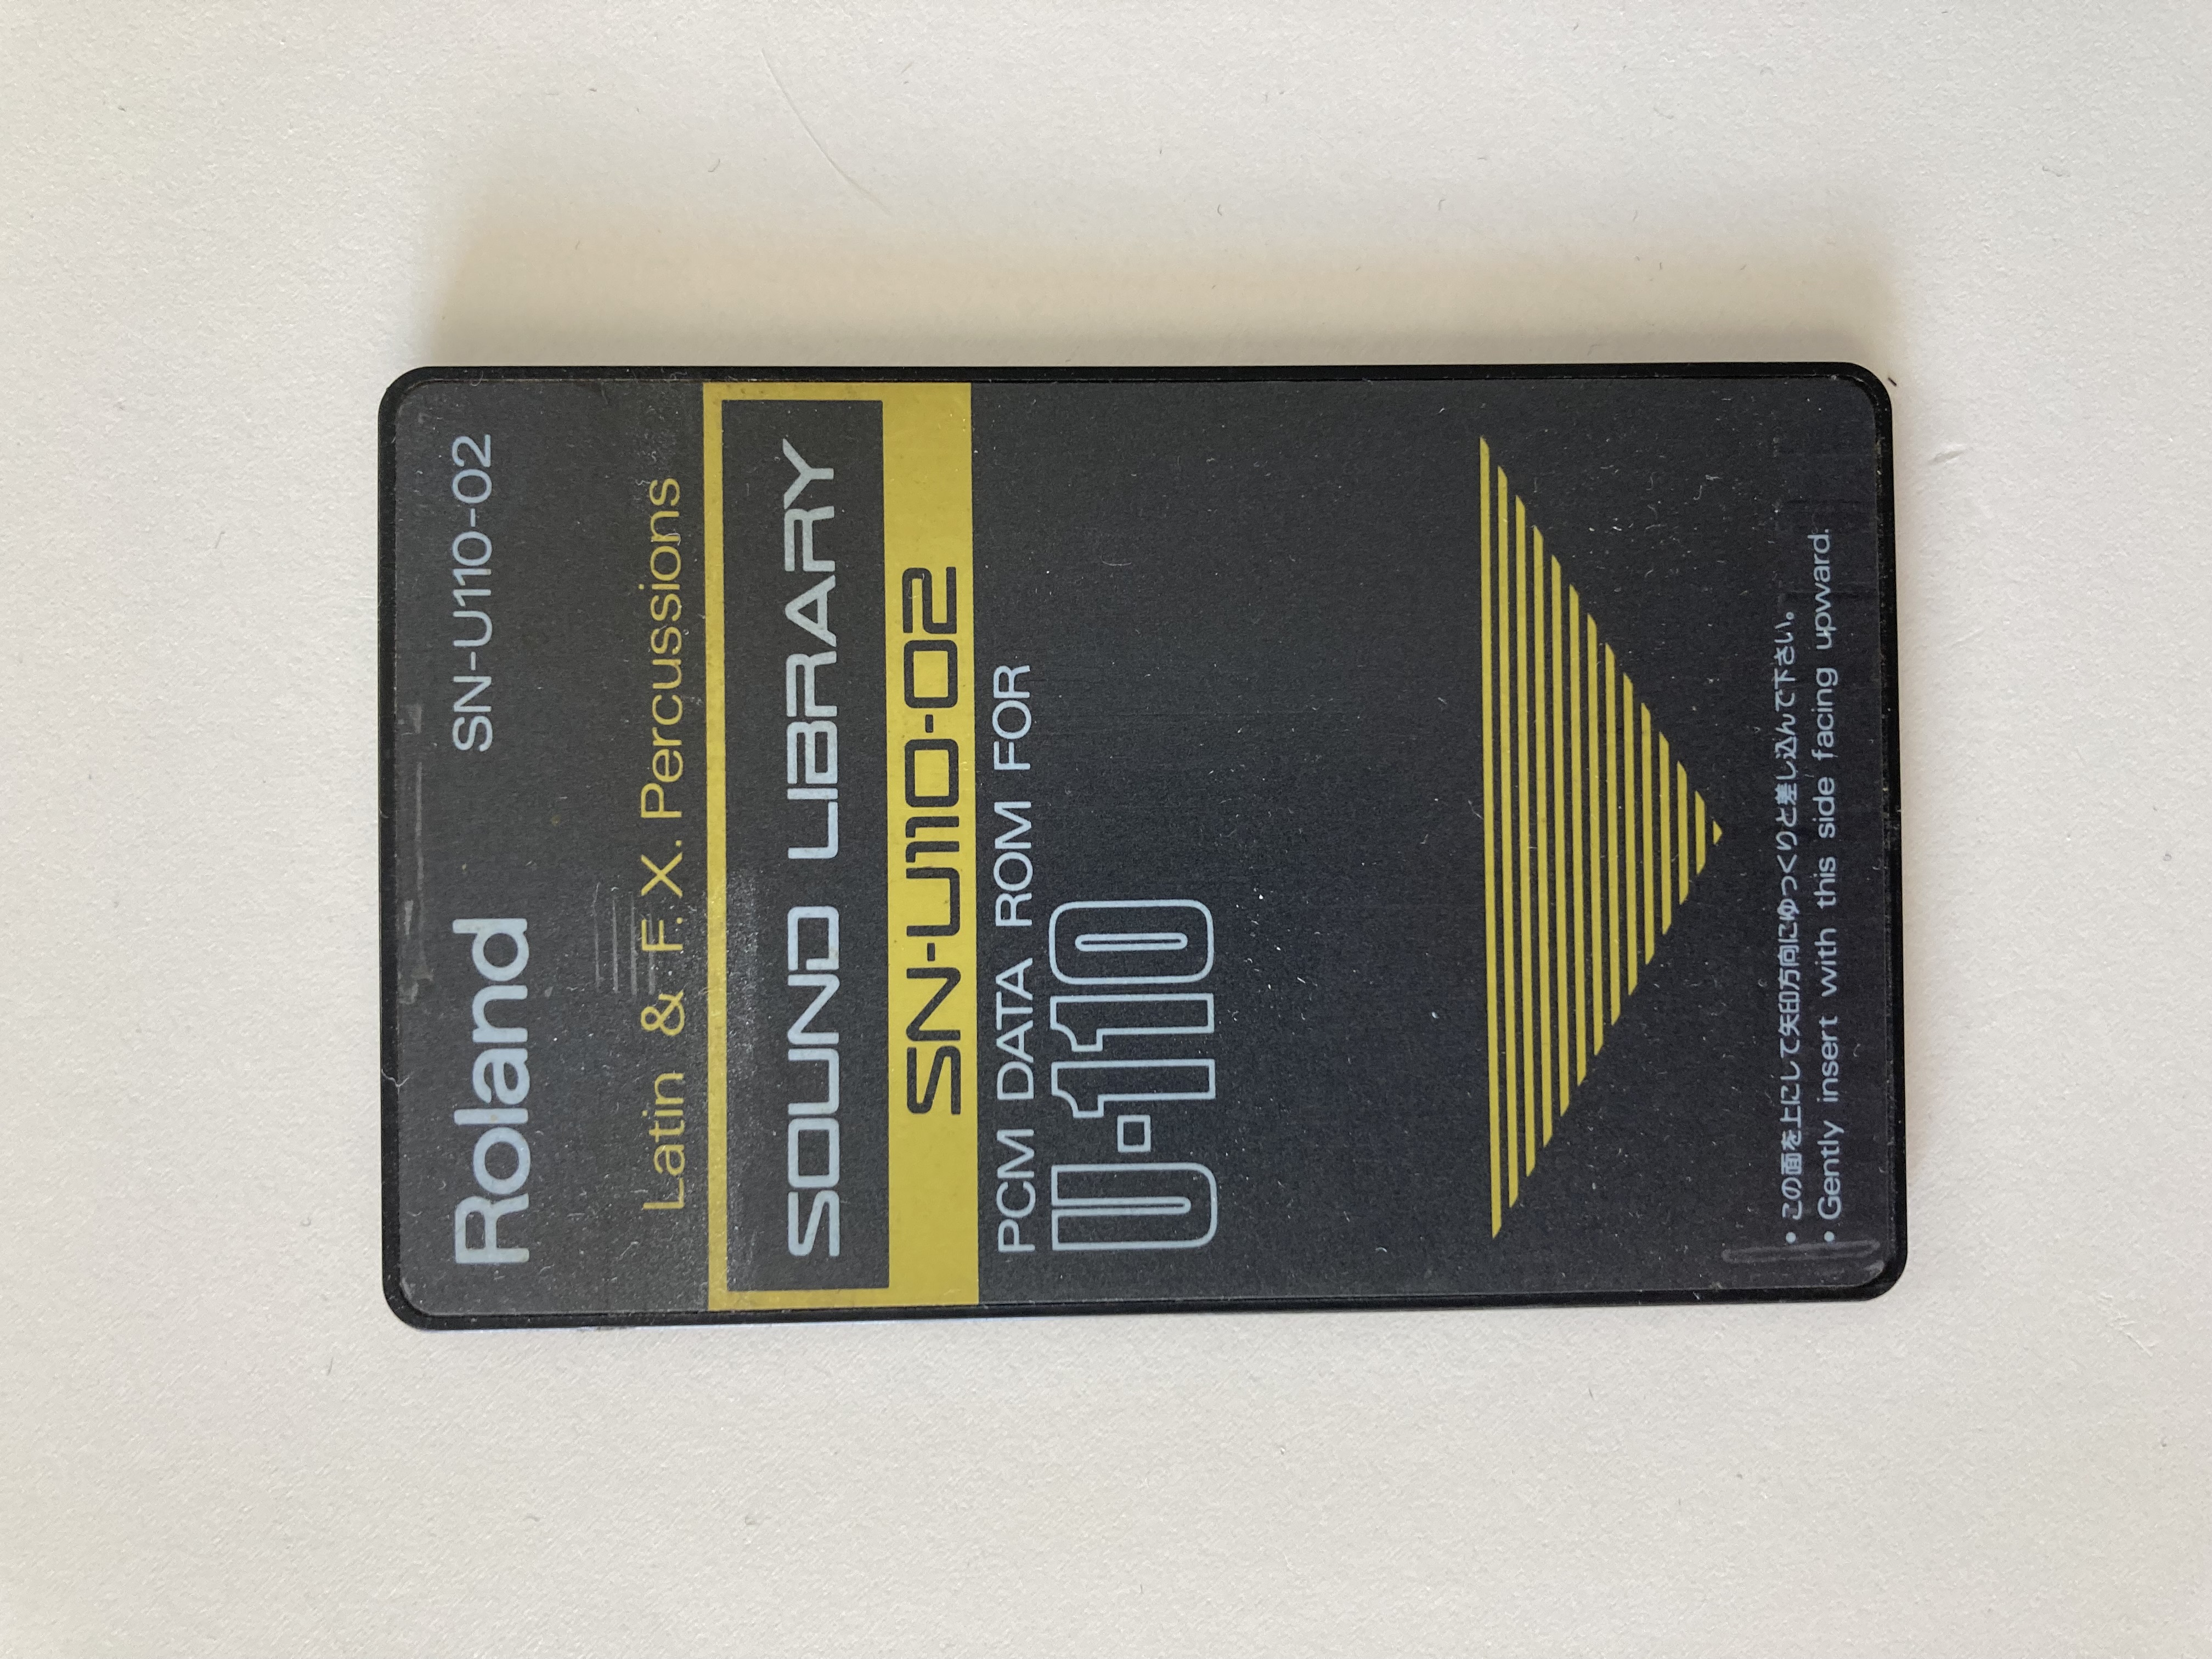 Roland SN-U110-02
Latin & F.X. Percussions
SOUND LIBRARY
SN-U110-02
PCM DATA ROM FOR
U-110
• この面を上にして矢印方向にゆっくりと差し込んで下さい。
• Gently insert with this side facing upward.